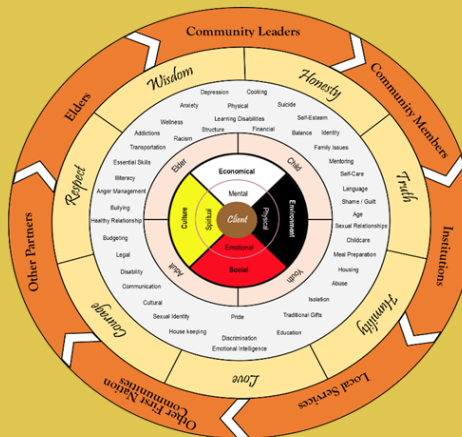 Community Leaders
Community Members
Institutions
Local Services
Other First Nation
Communities
Other Partners
Elders
Wisdom
Honesty
Truth
Humility
Love
Courage
Respect
Depression
Cooking
Anxiety
Physical
Suicide
Wellness
Learning Disabilities
Self-Esteem
Addictions
Structure
Financial
Balance
Identity
Transportation
Racism
Family Issues
Essential Skills
Mentoring
Self-Care
Anger Management
Language
Bullying
Shame / Guilt
Age
Healthy Relationship
Sexual Relationships
Budgeting
Childcare
Legal
Meal Preparation
Disability
Housing
Communication
Abuse
Cultural
Isolation
Sexual Identity
Pride
Traditional Gifts
House keeping
Discrimination
Education
Emotional Intelligence
Elder
Child
Youth
Adult
Economical
Mental
Culture
Spiritual
Client
Physical
Environment
Emotional
Social